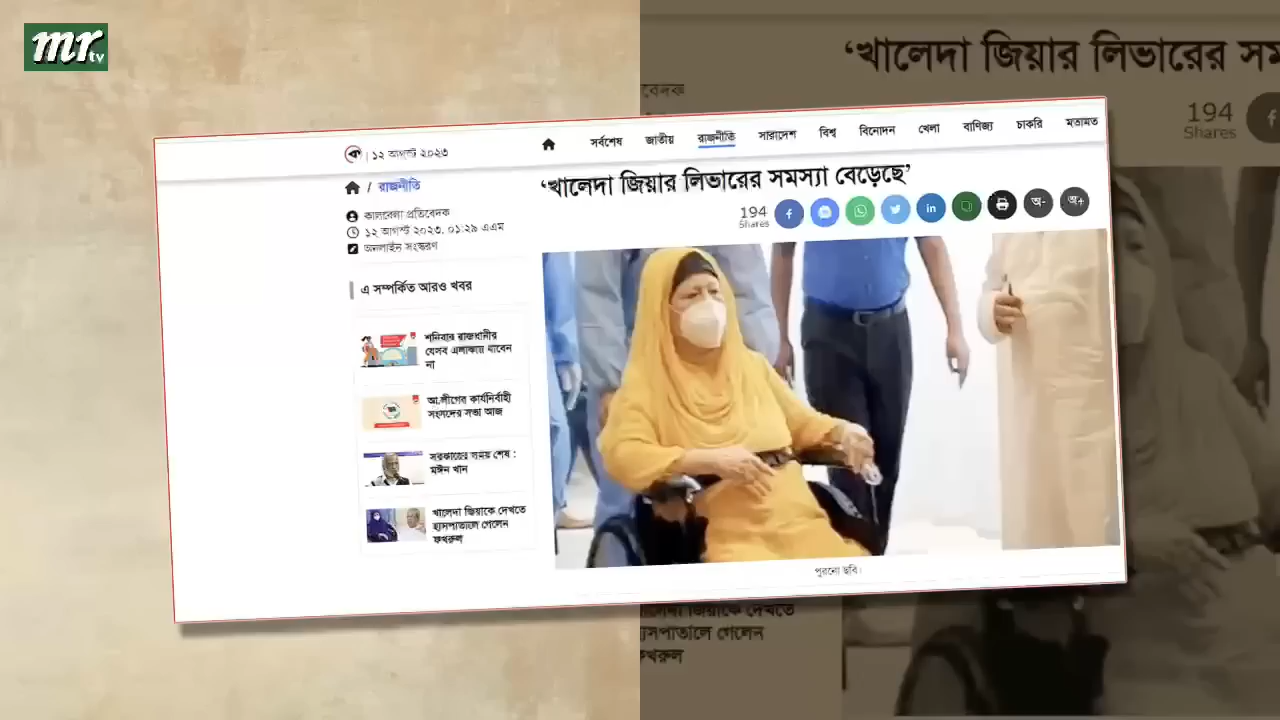 mr tv
‘খালেদা জিয়ার লিভারের সম
194
Shares
বেদক
১২ আগস্ট ২০২৩
সর্বশেষ জাতীয় রাজনীতি সারাদেশ বিশ্ব বিনোদন খেলা বাণিজ্য চাকরি মতামত
/ রাজনীতি
‘খালেদা জিয়ার লিভারের সমস্যা বেড়েছে’
কালবেলা প্রতিবেদক
১২ আগস্ট ২০২৩, ০১:২৯ এএম
অনলাইন সংস্করণ
194
Shares
অ- অ+
এ সম্পর্কিত আরও খবর
শনিবার রাজধানীর
যেসব এলাকায় যাবেন
না
আ.লীগের কার্যনির্বাহী
সংসদের সভা আজ
সরকারের সময় শেষ :
মঈন খান
খালেদা জিয়াকে দেখতে
হাসপাতালে গেলেন
ফখরুল
পুরনো ছবি।
খালেদা জিয়াকে দেখতে
হাসপাতালে গেলেন
ফখরুল